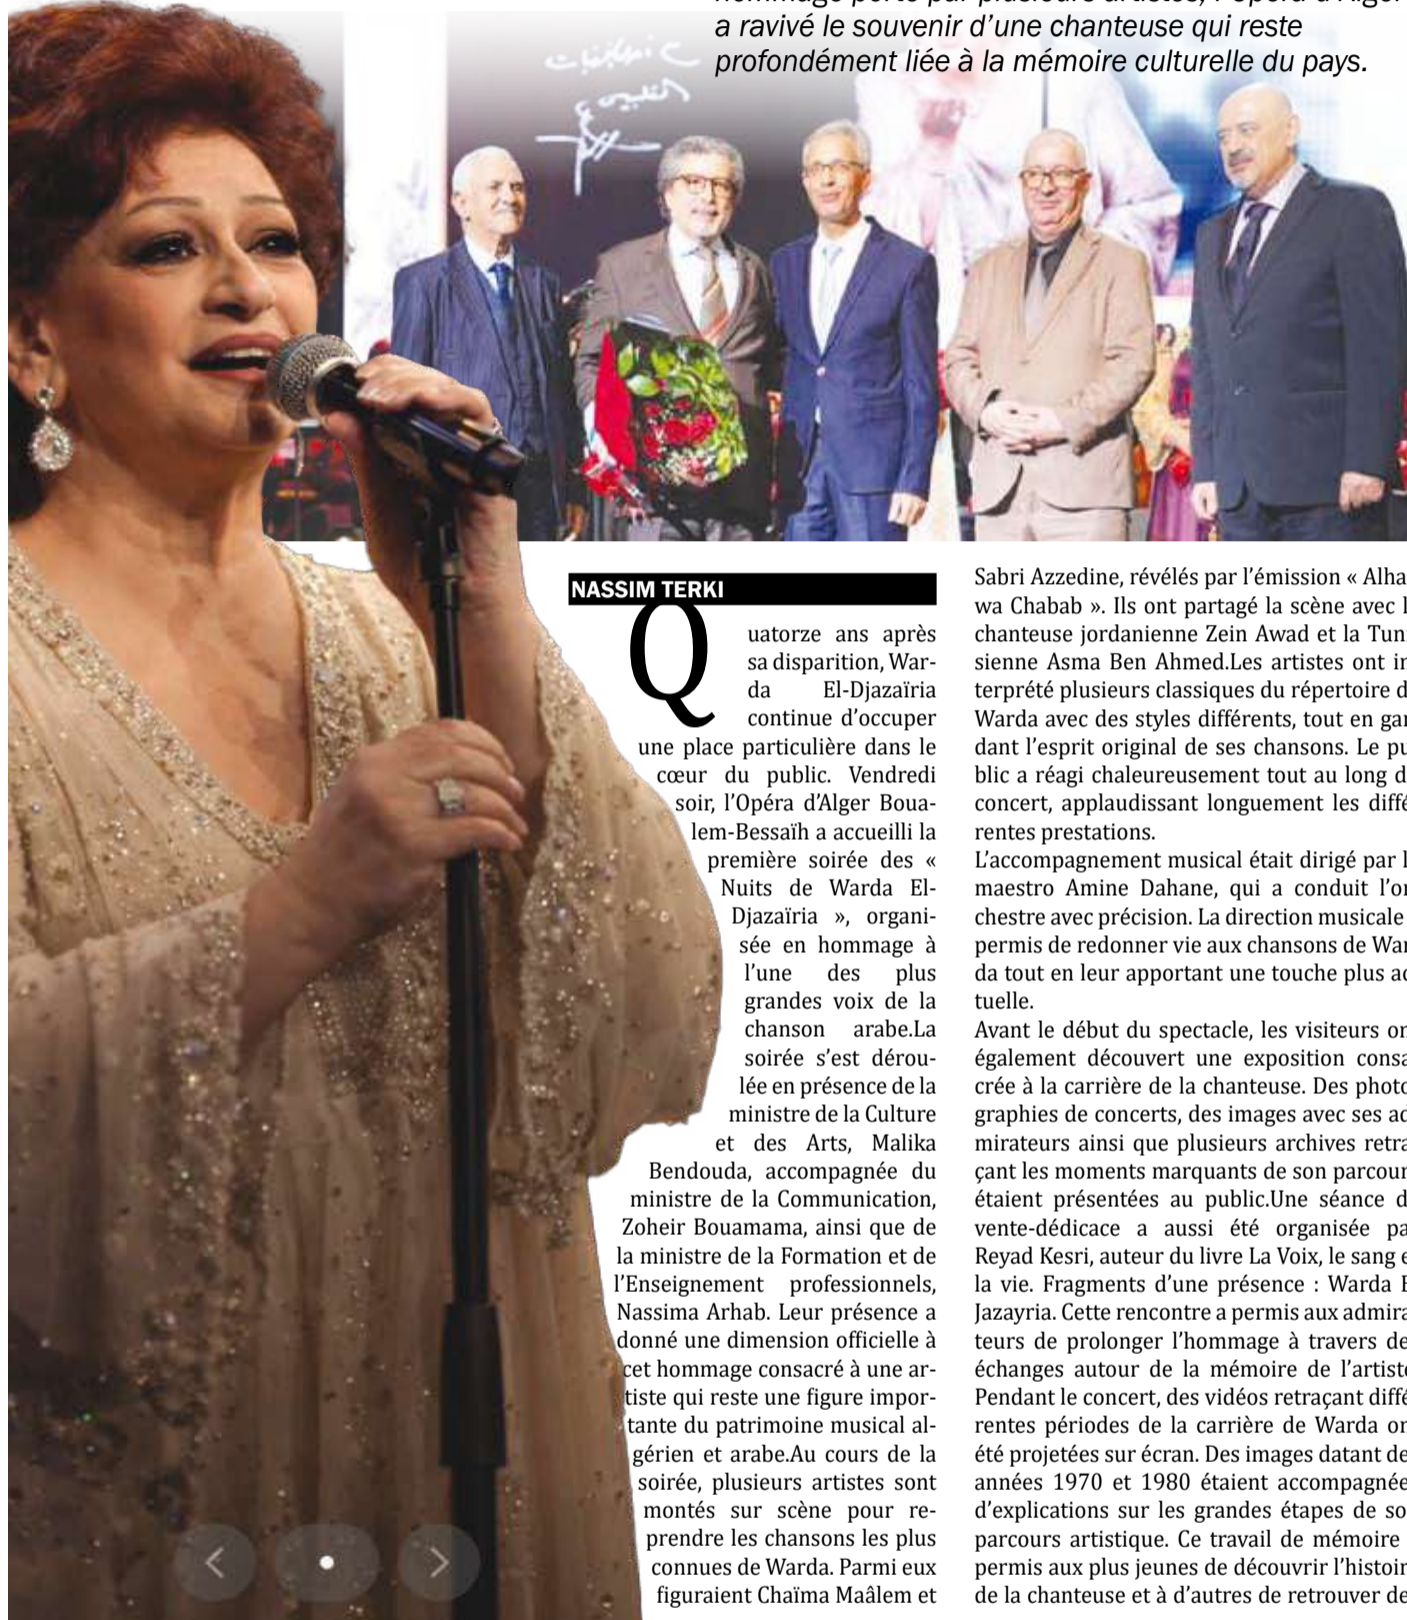 a ravivé le souvenir d’une chanteuse qui reste
profondément liée à la mémoire culturelle du pays.
NASSIM TERKI
Quatorze ans après
sa disparition, War-
da El-Djazaïria
continue d’occuper
une place particulière dans le
cœur du public. Vendredi
soir, l’Opéra d’Alger Boua-
lem-Bessaïh a accueilli la
première soirée des «
Nuits de Warda El-
Djazaïria », organi-
sée en hommage à
l’une des plus
grandes voix de la
chanson arabe.La
soirée s’est dérou-
lée en présence de la
ministre de la Culture
et des Arts, Malika
Bendouda, accompagnée du
ministre de la Communication,
Zoheir Bouamama, ainsi que de
la ministre de la Formation et de
l’Enseignement professionnels,
Nassima Arhab. Leur présence a
donné une dimension officielle à
cet hommage consacré à une ar-
tiste qui reste une figure impor-
tante du patrimoine musical al-
gérien et arabe.Au cours de la
soirée, plusieurs artistes sont
montés sur scène pour re-
prendre les chansons les plus
connues de Warda. Parmi eux
figuraient Chaïma Maâlem et
Sabri Azzedine, révélés par l’émission « Alha
wa Chabab ». Ils ont partagé la scène avec l
chanteuse jordanienne Zein Awad et la Tuni
sienne Asma Ben Ahmed.Les artistes ont in
terprété plusieurs classiques du répertoire d
Warda avec des styles différents, tout en gar
dant l’esprit original de ses chansons. Le pu
blic a réagi chaleureusement tout au long d
concert, applaudissant longuement les diffé
rentes prestations.
L’accompagnement musical était dirigé par l
maestro Amine Dahane, qui a conduit l’or
chestre avec précision. La direction musicale
permis de redonner vie aux chansons de War
da tout en leur apportant une touche plus ac
tuelle.
Avant le début du spectacle, les visiteurs on
également découvert une exposition consa
crée à la carrière de la chanteuse. Des photo
graphies de concerts, des images avec ses ad
mirateurs ainsi que plusieurs archives retra
çant les moments marquants de son parcour
étaient présentées au public.Une séance d
vente-dédicace a aussi été organisée pa
Reyad Kesri, auteur du livre La Voix, le sang e
la vie. Fragments d’une présence : Warda E
Jazayria. Cette rencontre a permis aux admira
teurs de prolonger l’hommage à travers de
échanges autour de la mémoire de l’artiste
Pendant le concert, des vidéos retraçant diffé
rentes périodes de la carrière de Warda on
été projetées sur écran. Des images datant de
années 1970 et 1980 étaient accompagnée
d’explications sur les grandes étapes de so
parcours artistique. Ce travail de mémoire
permis aux plus jeunes de découvrir l’histoir
de la chanteuse et à d’autres de retrouver de